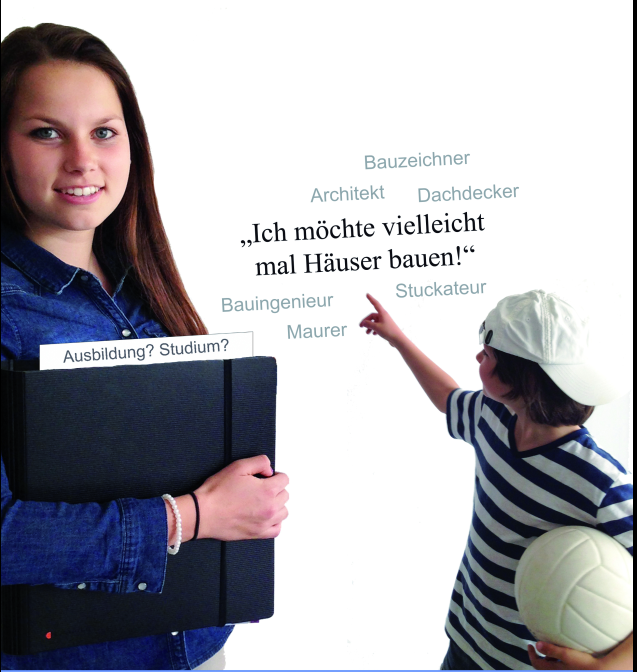 Bauzeichner
Architekt Dachdecker
„Ich möchte vielleicht
mal Häuser bauen!“
Bauingenieur Stuckateur
Maurer
Ausbildung? Studium?